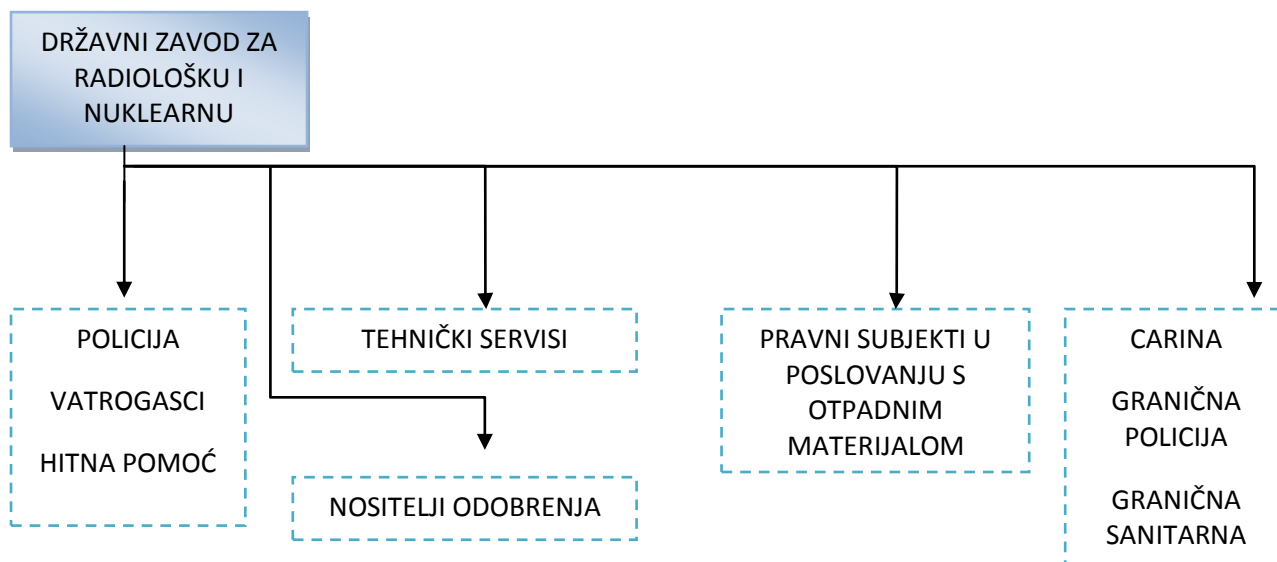 DRŽAVNI ZAVOD ZA
RADIOLOŠKU I
NUKLEARNU
POLICIJA
VATROGASCI
HITNA POMOĆ
TEHNIČKI SERVISI
NOSITELJI ODOBRENJA
PRAVNI SUBJEKTI U
POSLOVANJU S
OTPADNIM
MATERIJALOM
CARINA
GRANIČNA
POLICIJA
GRANIČNA
SANITARNA